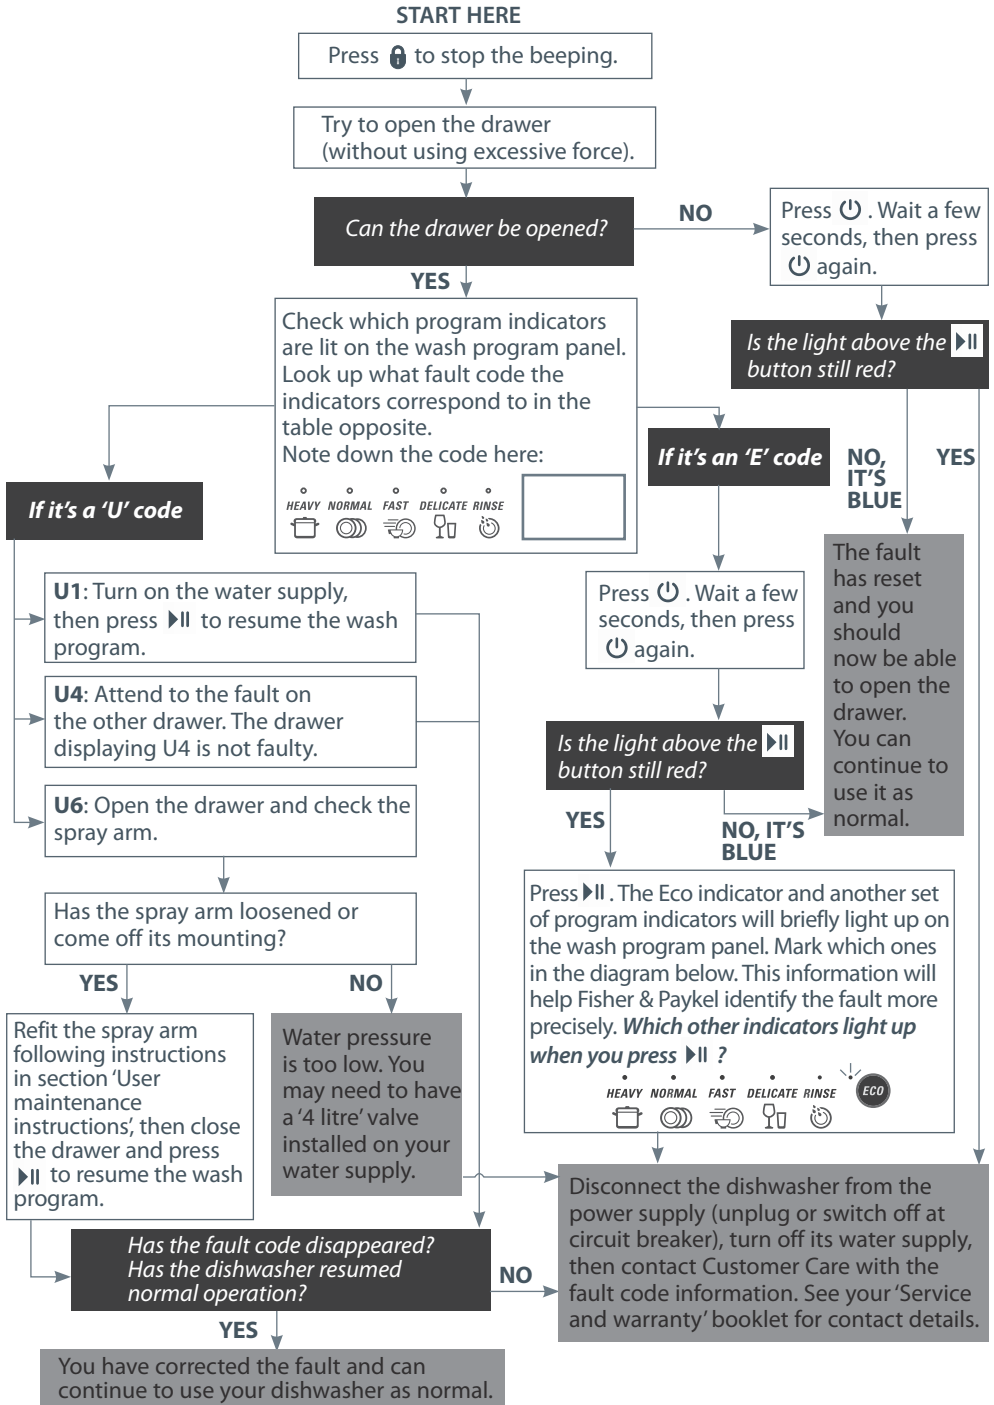 START HERE
Press to stop the beeping.
Try to open the drawer
(without using excessive force).
Can the drawer be opened?
NO
Press . Wait a few
seconds, then press
again.
YES
Check which program indicators
are lit on the wash program panel.
Look up what fault code the
indicators correspond to in the
table opposite.
Note down the code here:
HEAVY NORMAL FAST DELICATE RINSE
Is the light above the
button still red?
NO,
IT'S
BLUE
YES
The fault
has reset
and you
should
now be able
to open the
drawer.
You can
continue to
use it as
normal.
If it's an 'E' code
Press . Wait a few
seconds, then press
again.
Is the light above the
button still red?
YES
NO, IT'S
BLUE
Press . The Eco indicator and another set
of program indicators will briefly light up on
the wash program panel. Mark which ones
in the diagram below. This information will
help Fisher & Paykel identify the fault more
precisely. Which other indicators light up
when you press ?
HEAVY NORMAL FAST DELICATE RINSE
ECO
If it's a 'U' code
U1: Turn on the water supply,
then press to resume the wash
program.
U4: Attend to the fault on
the other drawer. The drawer
displaying U4 is not faulty.
U6: Open the drawer and check the
spray arm.
Has the spray arm loosened or
come off its mounting?
YES
NO
Refit the spray arm
following instructions
in section 'User
maintenance
instructions', then close
the drawer and press
to resume the wash
program.
Water pressure
is too low. You
may need to have
a '4 litre' valve
installed on your
water supply.
Has the fault code disappeared?
Has the dishwasher resumed
normal operation?
NO
Disconnect the dishwasher from the
power supply (unplug or switch off at
circuit breaker), turn off its water supply,
then contact Customer Care with the
fault code information. See your 'Service
and warranty' booklet for contact details.
YES
You have corrected the fault and can
continue to use your dishwasher as normal.